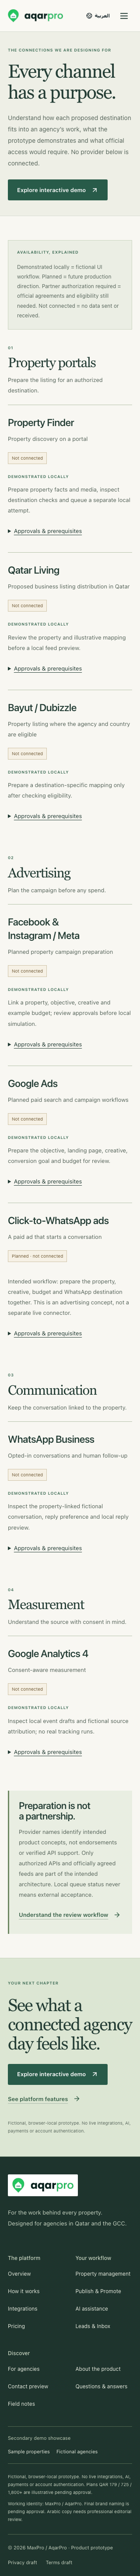 aqarpro
العربية
THE CONNECTIONS WE ARE DESIGNING FOR
Every channel
has a purpose.
Understand how each proposed destination
fits into an agency's work, what the
prototype demonstrates and what official
access would require. No provider below is
connected.
Explore interactive demo
AVAILABILITY, EXPLAINED
Demonstrated locally = fictional UI
workflow. Planned = future production
direction. Partner authorization required =
official agreements and eligibility still
needed. Not connected = no data sent or
received.
01
Property portals
Prepare the listing for an authorized
destination.
Property Finder
Property discovery on a portal
Not connected
DEMONSTRATED LOCALLY
Prepare property facts and media, inspect
destination checks and queue a separate local
attempt.
Approvals & prerequisites
Qatar Living
Proposed business listing distribution in Qatar
Not connected
DEMONSTRATED LOCALLY
Review the property and illustrative mapping
before a local feed preview.
Approvals & prerequisites
Bayut / Dubizzle
Property listing where the agency and country
are eligible
Not connected
DEMONSTRATED LOCALLY
Prepare a destination-specific mapping only
after checking eligibility.
Approvals & prerequisites
02
Advertising
Plan the campaign before any spend.
Facebook &
Instagram / Meta
Planned property campaign preparation
Not connected
DEMONSTRATED LOCALLY
Link a property, objective, creative and
example budget; review approvals before local
simulation.
Approvals & prerequisites
Google Ads
Planned paid search and campaign workflows
Not connected
DEMONSTRATED LOCALLY
Prepare the objective, landing page, creative,
conversion goal and budget for review.
Approvals & prerequisites
Click-to-WhatsApp ads
A paid ad that starts a conversation
Planned · not connected
Intended workflow: prepare the property,
creative, budget and WhatsApp destination
together. This is an advertising concept, not a
separate live connector.
Approvals & prerequisites
03
Communication
Keep the conversation linked to the property.
WhatsApp Business
Opted-in conversations and human follow-up
Not connected
DEMONSTRATED LOCALLY
Inspect the property-linked fictional
conversation, reply preference and local reply
preview.
Approvals & prerequisites
04
Measurement
Understand the source with consent in mind.
Google Analytics 4
Consent-aware measurement
Not connected
DEMONSTRATED LOCALLY
Inspect local event drafts and fictional source
attribution; no real tracking runs.
Approvals & prerequisites
Preparation is not
a partnership.
Provider names identify intended
product concepts, not endorsements
or verified API support. Only
authorized APIs and officially agreed
feeds are part of the intended
architecture. Local queue status never
means external acceptance.
Understand the review workflow
YOUR NEXT CHAPTER
See what a
connected agency
day feels like.
Explore interactive demo
See platform features
Fictional, browser-local prototype. No live integrations, AI,
payments or account authentication.
aqarpro
For the work behind every property.
Designed for agencies in Qatar and the GCC.
The platform
Your workflow
Overview
Property management
How it works
Publish & Promote
Integrations
AI assistance
Pricing
Leads & Inbox
Discover
For agencies
About the product
Contact preview
Questions & answers
Field notes
Secondary demo showcase
Sample properties
Fictional agencies
Fictional, browser-local prototype. No live integrations, AI,
payments or account authentication.
© 2026 MaxPro / AqarPro · Product prototype
Privacy draft
Terms draft